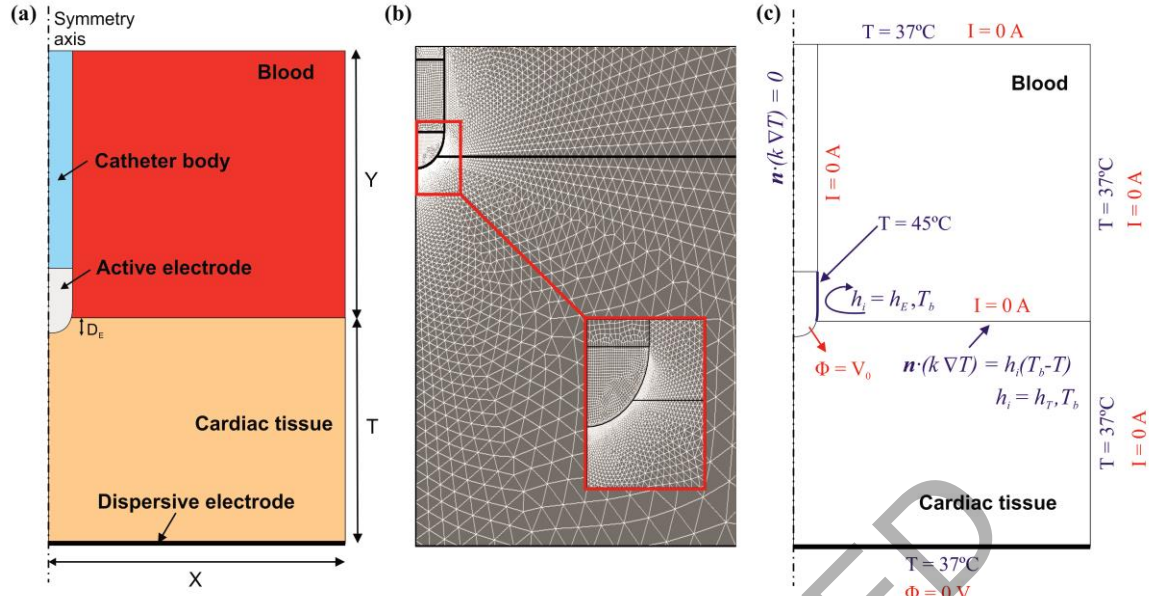 (a)
Symmetry
axis
Blood
Catheter body
Y
Active electrode
D_E
Cardiac tissue
T
Dispersive electrode
X
(b)
(c)
T = 37ºC I = 0 A
Blood
n·(k ∇T) = 0
I = 0 A
T = 37ºC
I = 0 A
T = 45ºC
h_i = h_E, T_b
I = 0 A
Φ = V_0
n·(k ∇T) = h_i(T_b-T)
h_i = h_T, T_b
T = 37ºC
I = 0 A
Cardiac tissue
T = 37ºC
Φ = 0 V
ED